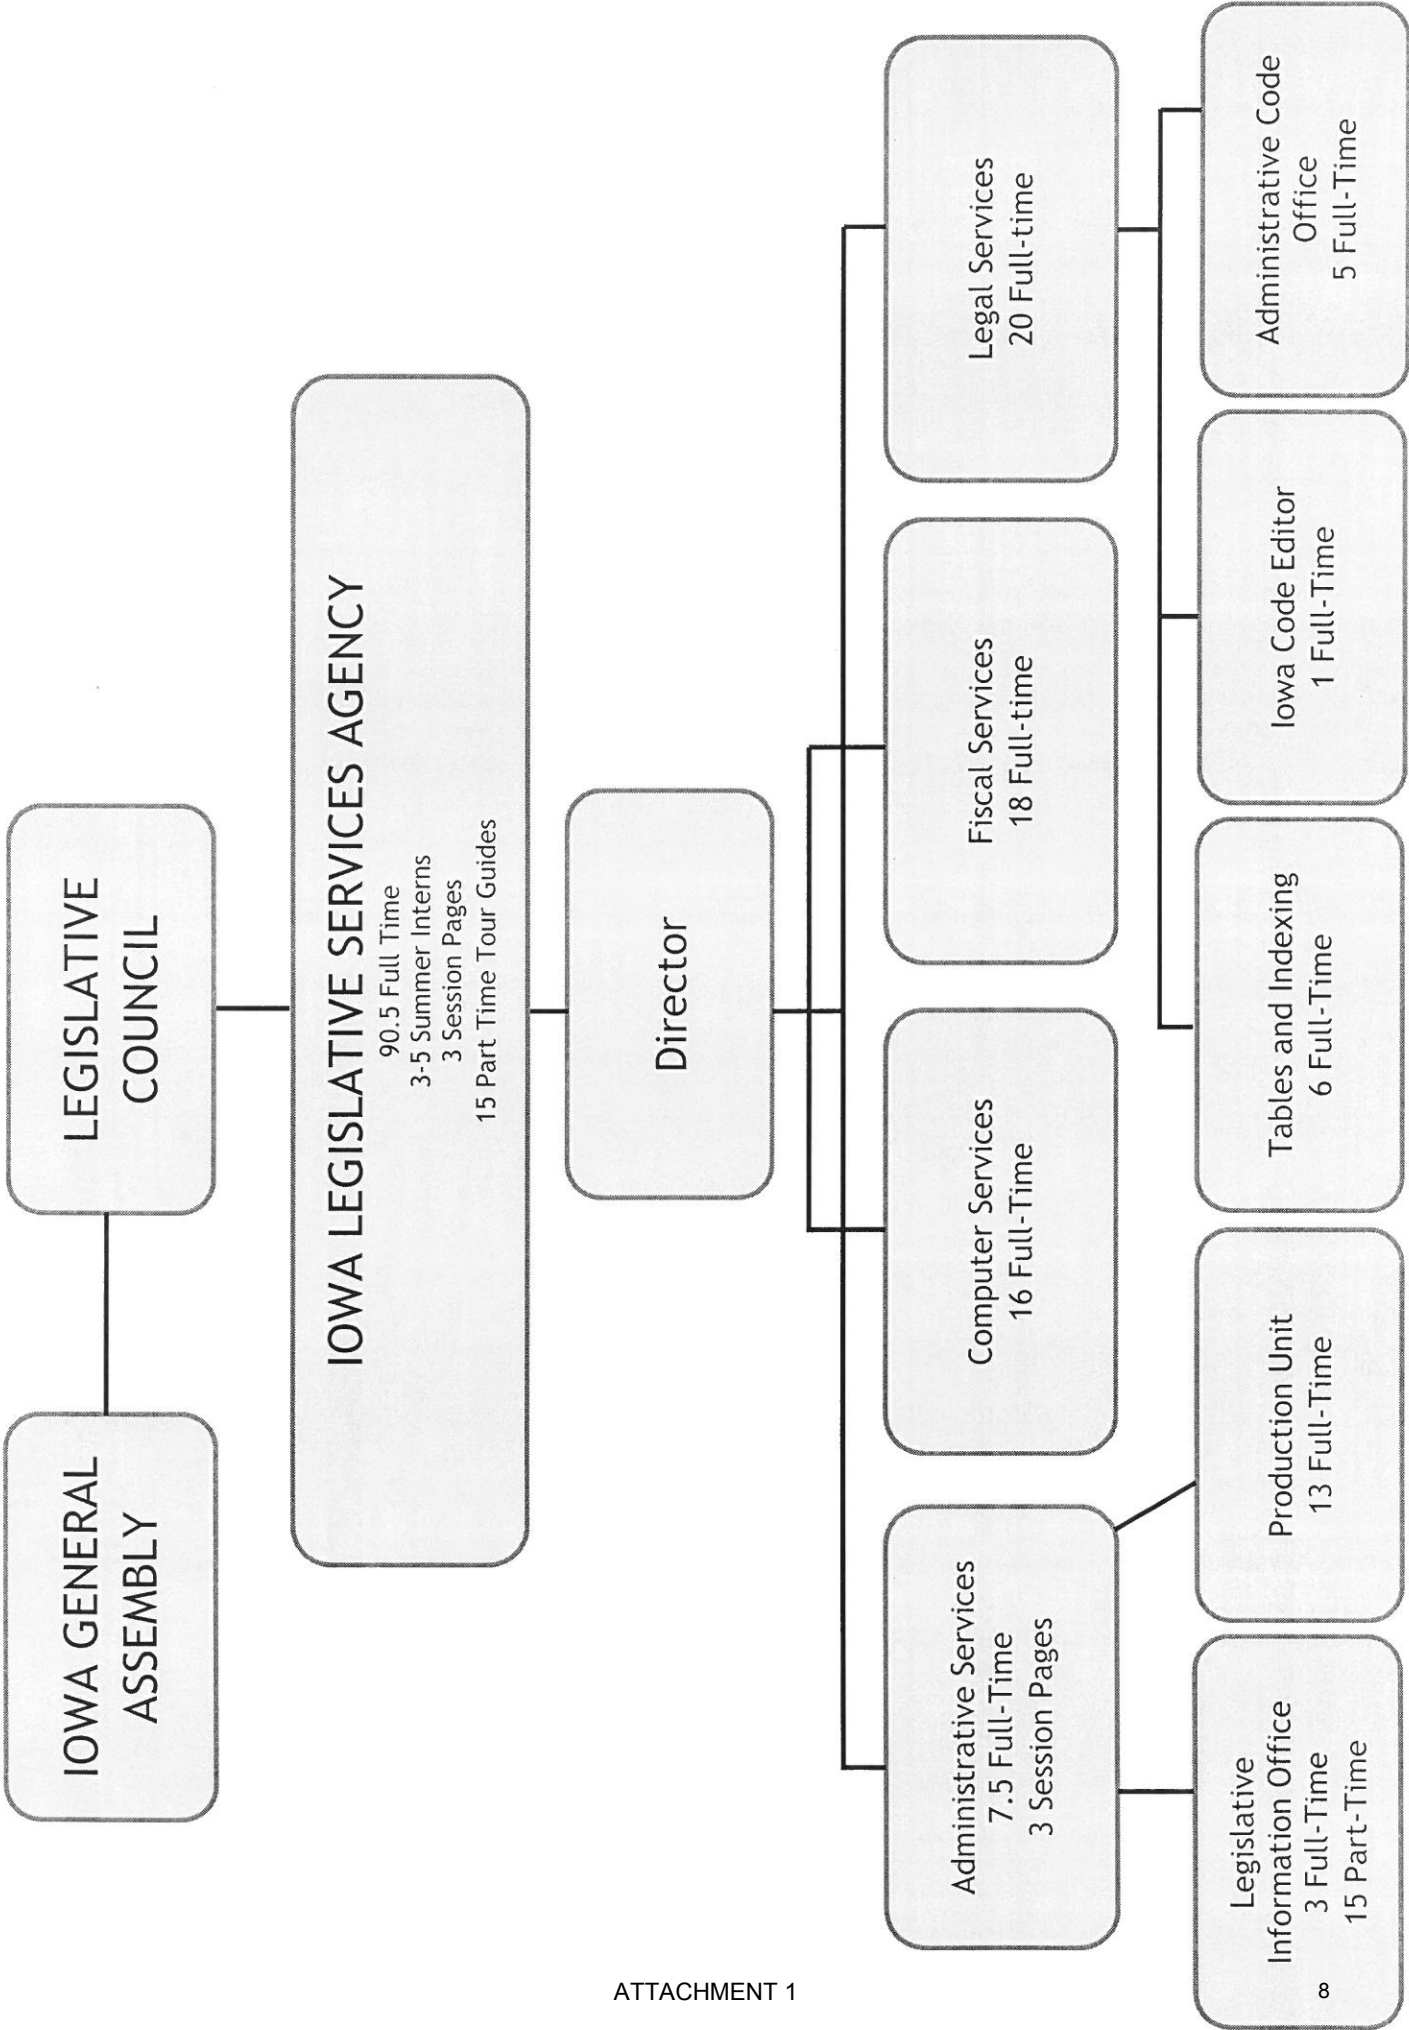 IOWA GENERAL
ASSEMBLY
LEGISLATIVE
COUNCIL
IOWA LEGISLATIVE SERVICES AGENCY
90.5 Full Time
3-5 Summer Interns
3 Session Pages
15 Part Time Tour Guides
Director
Administrative Services
7.5 Full-Time
3 Session Pages
Computer Services
16 Full-Time
Fiscal Services
18 Full-time
Legal Services
20 Full-time
Legislative
Information Office
3 Full-Time
15 Part-Time
Production Unit
13 Full-Time
Tables and Indexing
6 Full-Time
Iowa Code Editor
1 Full-Time
Administrative Code
Office
5 Full-Time
ATTACHMENT 1
8